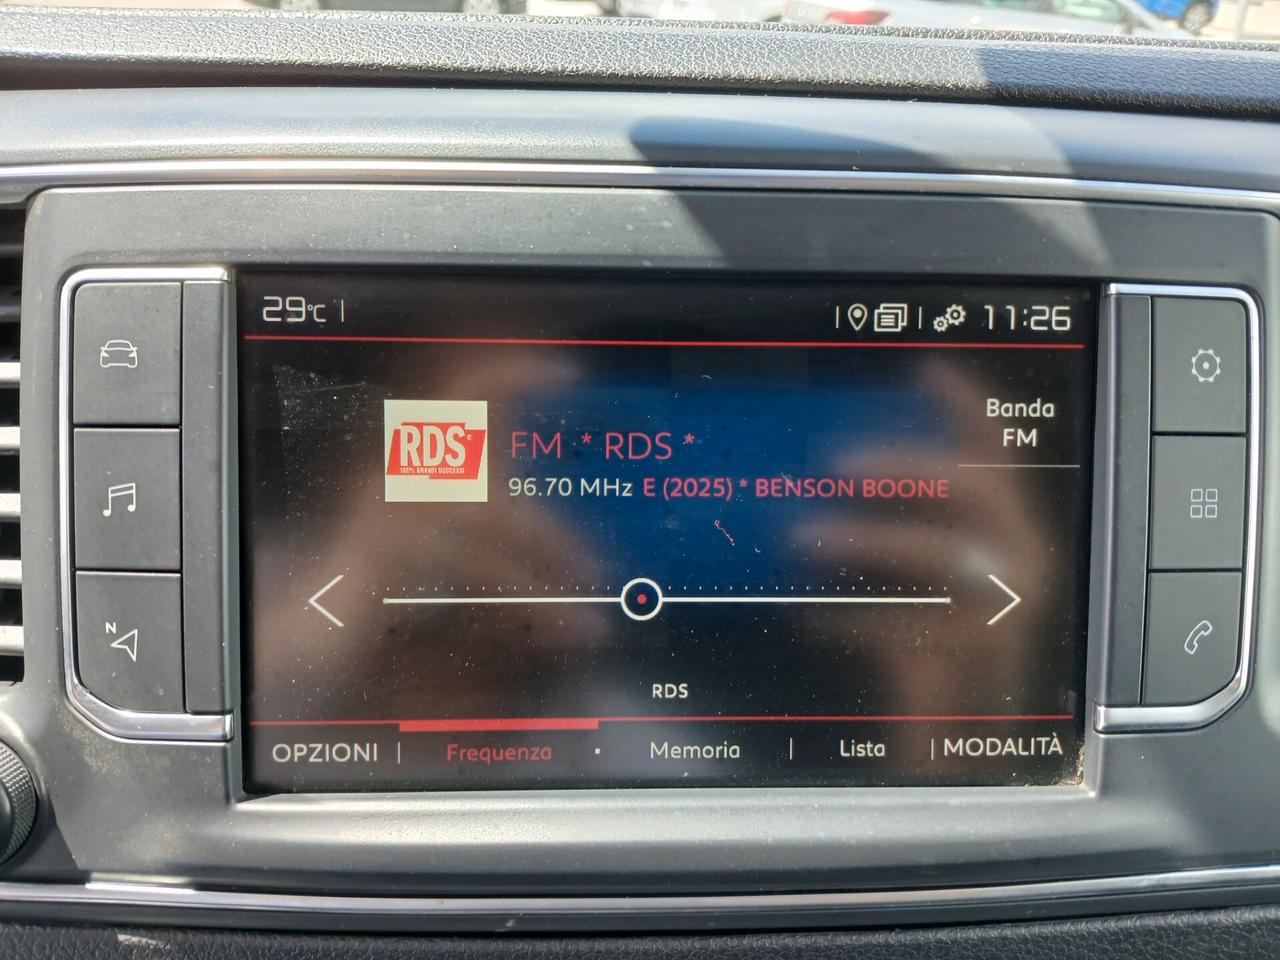 29°C
11:26
RDS
100% GRANDI SUCCESSI
FM * RDS *
96.70 MHz E (2025) * BENSON BOONE
Banda
FM
RDS
OPZIONI
Frequenza
Memoria
Lista
MODALITÀ
N